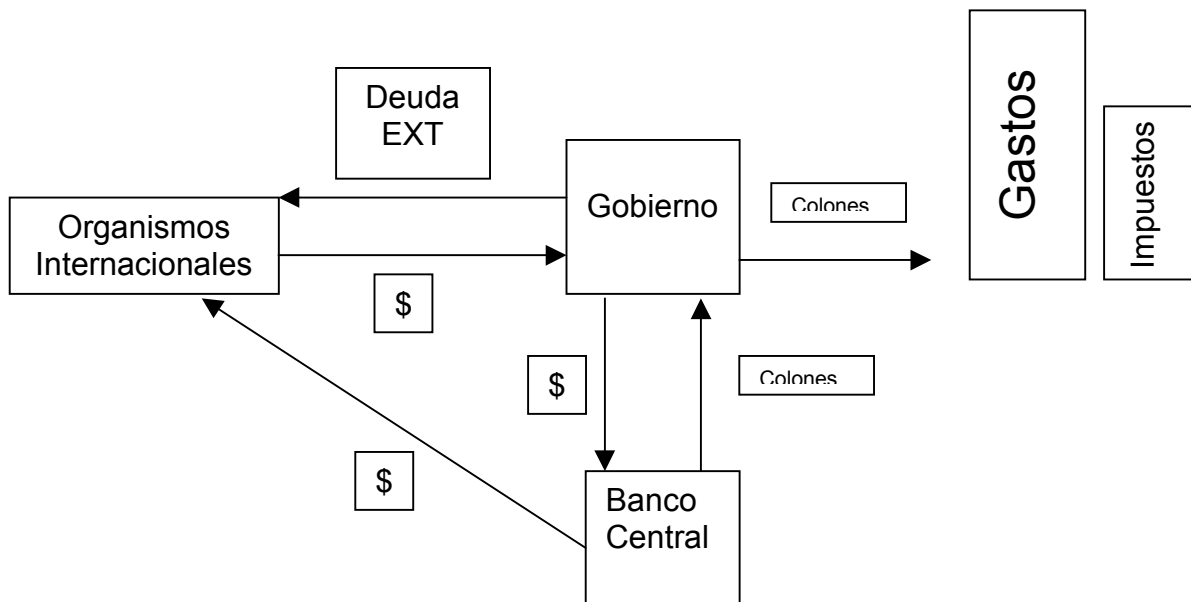 Deuda
EXT
Gobierno
Colones
Gastos
Impuestos
Organismos
Internacionales
$
$
Colones
$
Banco
Central